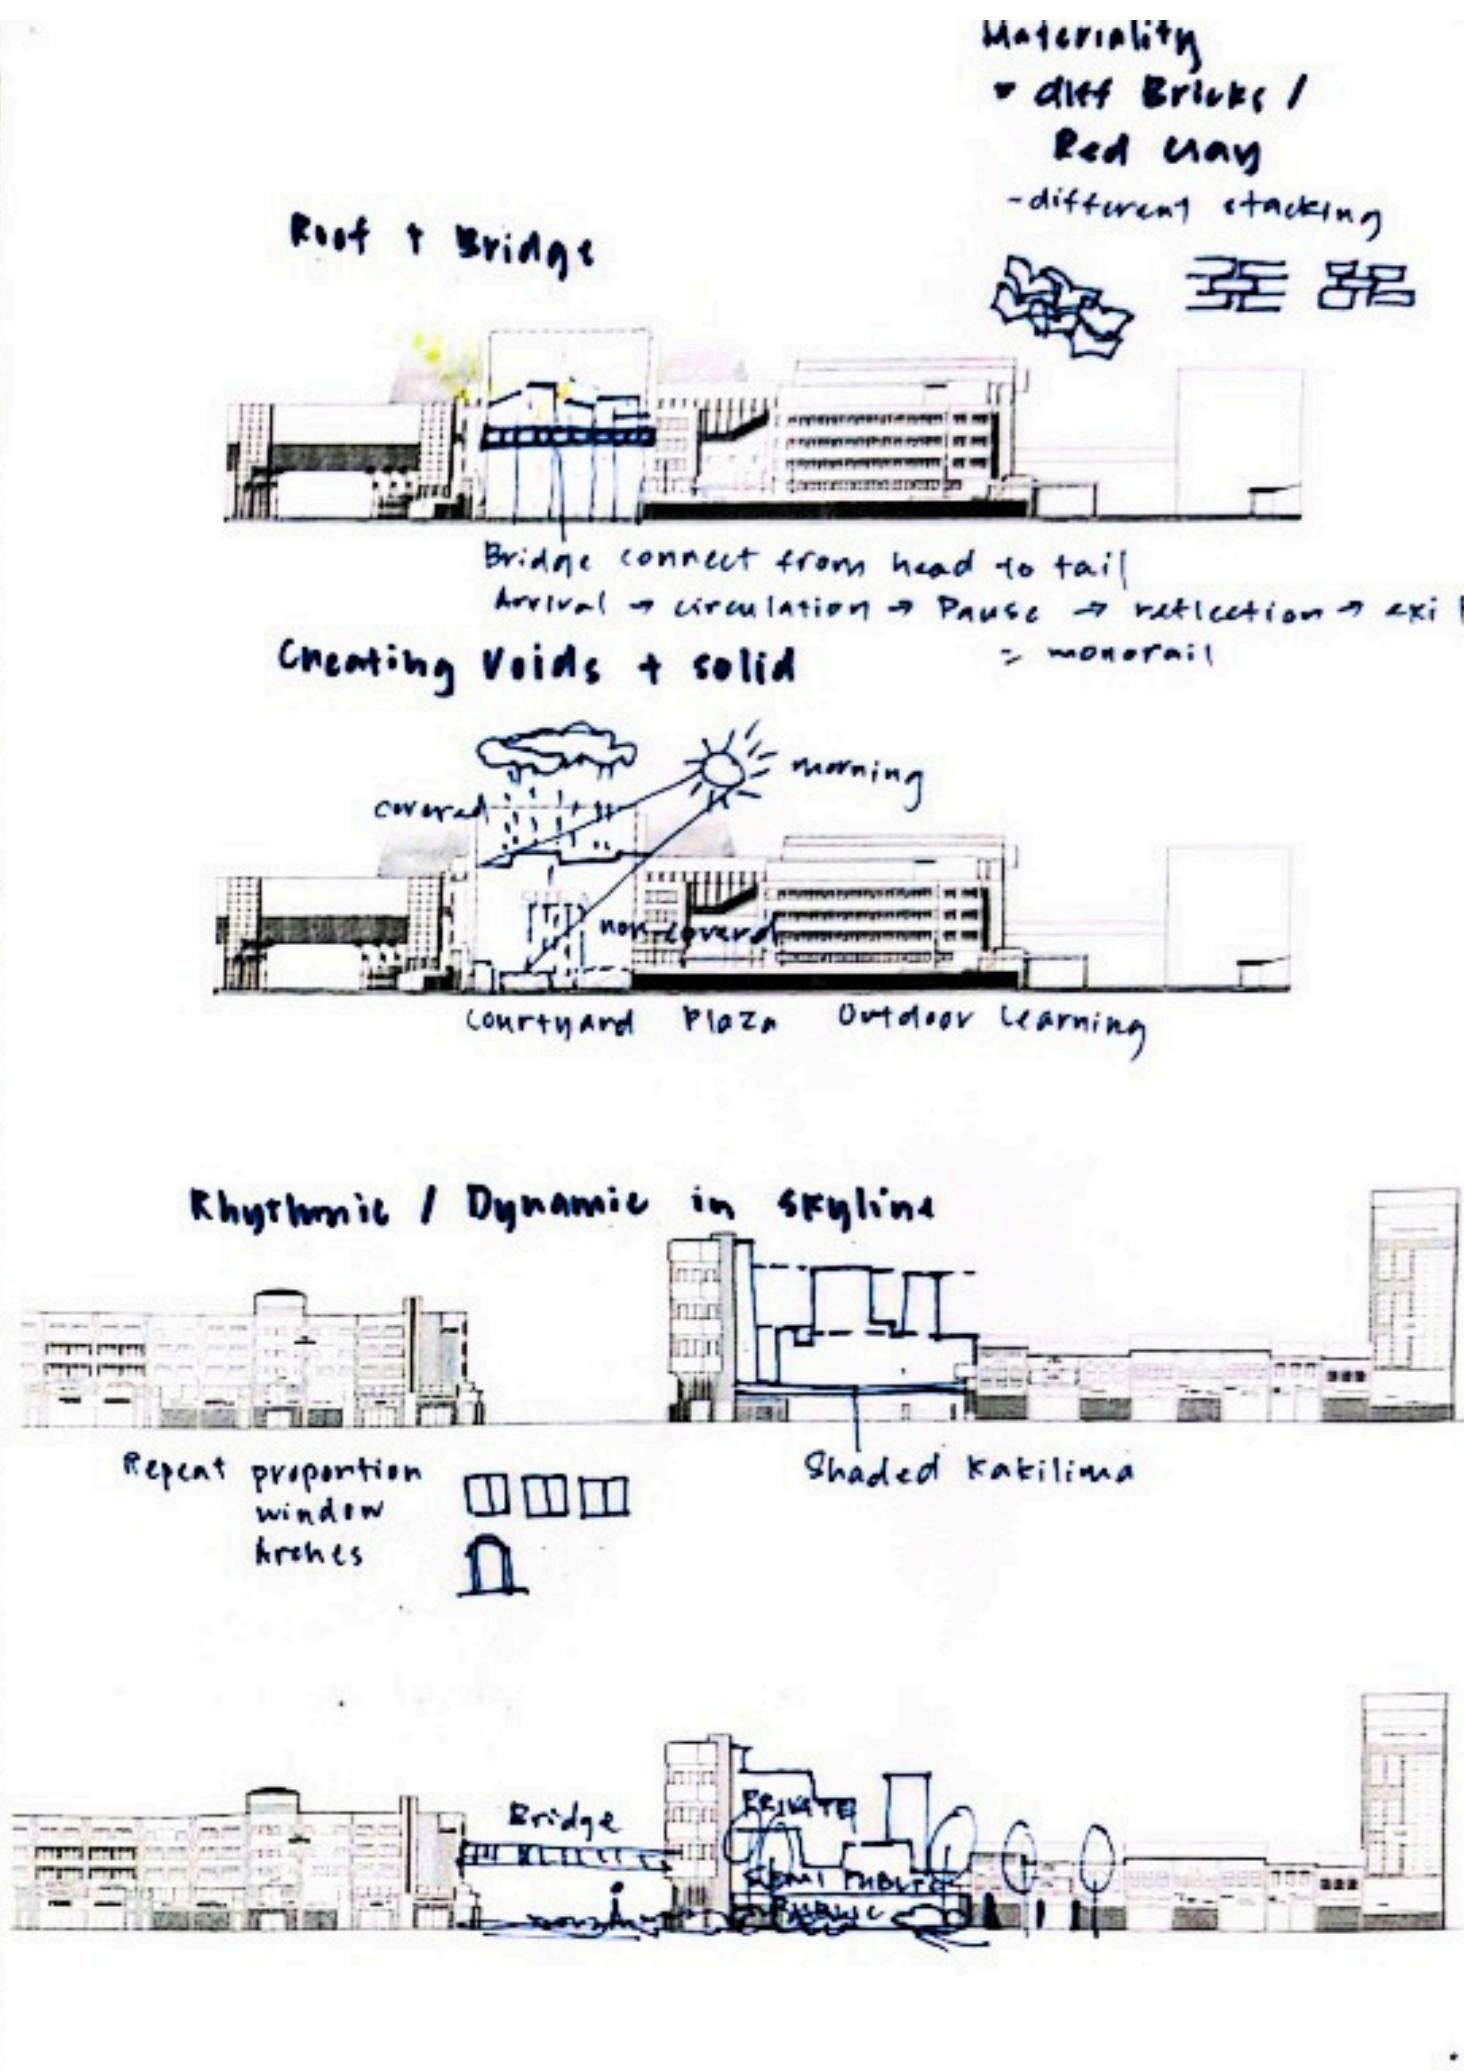 Materiality
• diff Bricks /
Red clay
- different stacking
Roof + Bridge
Bridge connect from head to tail
Arrival → circulation → Pause → reflection → exi
= monorail
Creating Voids + solid
morning
covered
non-covered
Courtyard Plaza Outdoor Learning
Rhythmic / Dynamic in skyline
Repeat proportion
window
Arches
Shaded Kakilima
Bridge
PRIVATE
SEMI PUBLIC
PUBLIC